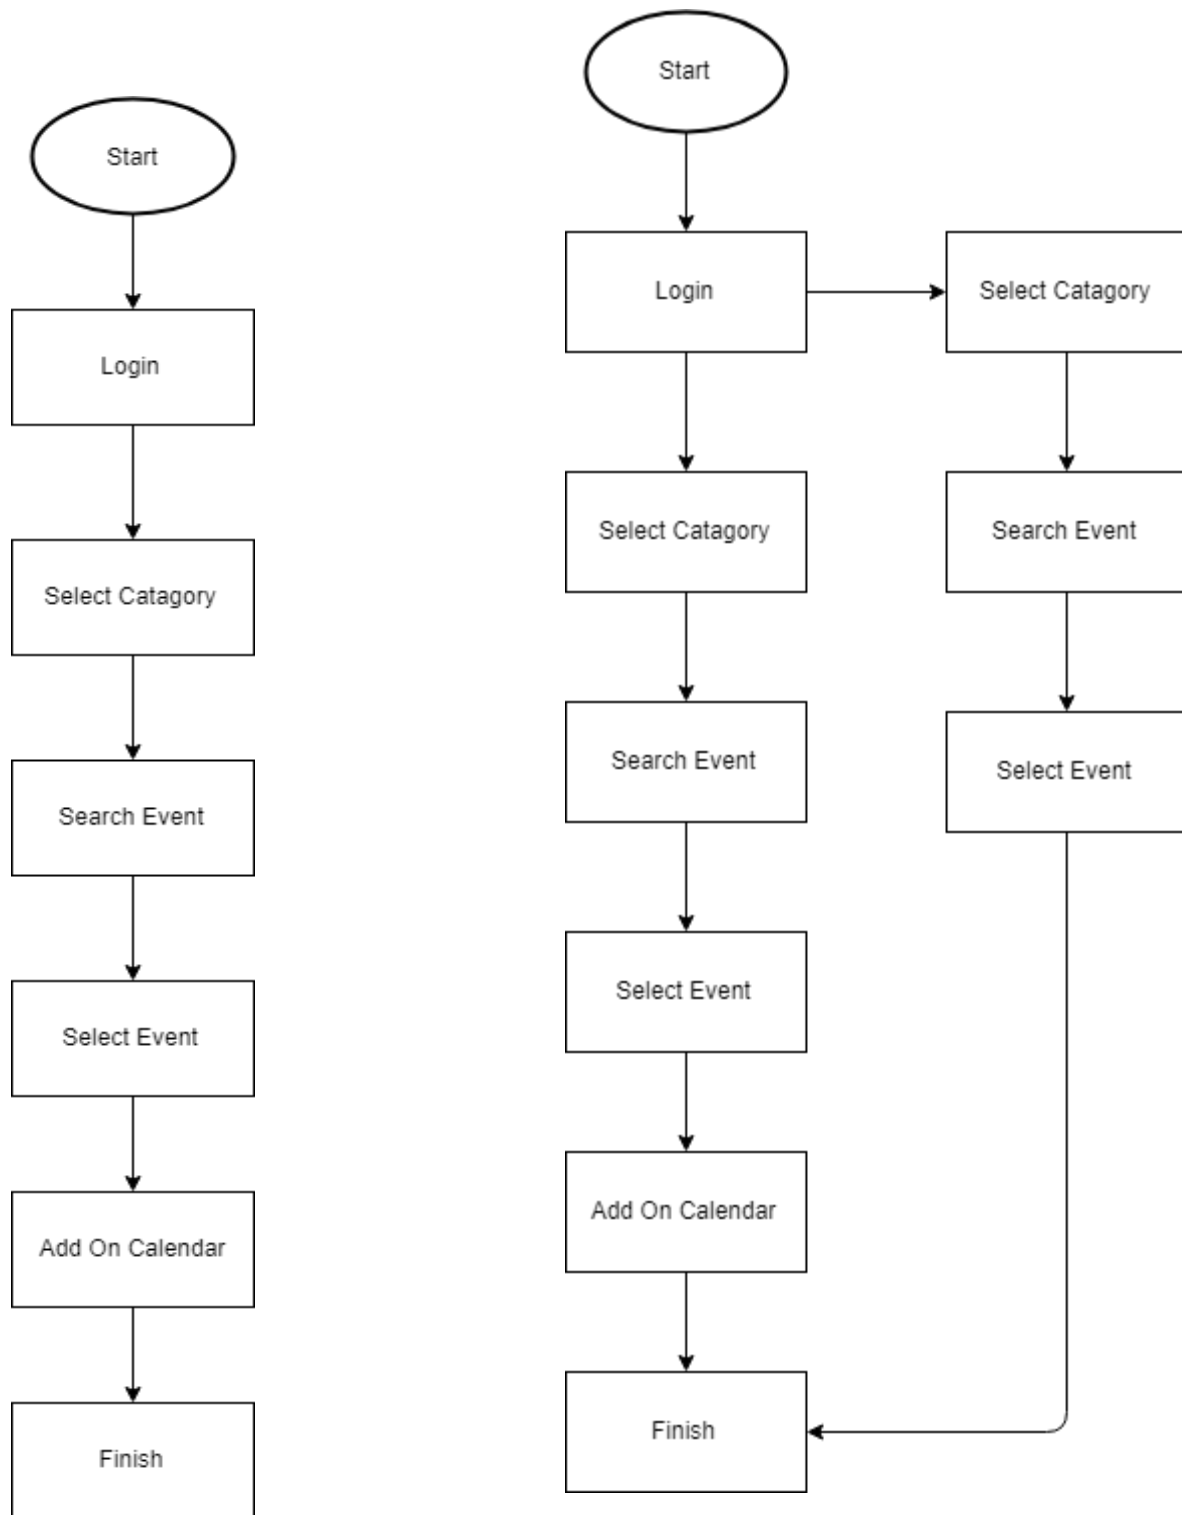 Start
Login
Select Catagory
Search Event
Select Event
Add On Calendar
Finish
Start
Login
Select Catagory
Search Event
Select Event
Add On Calendar
Finish
Select Catagory
Search Event
Select Event